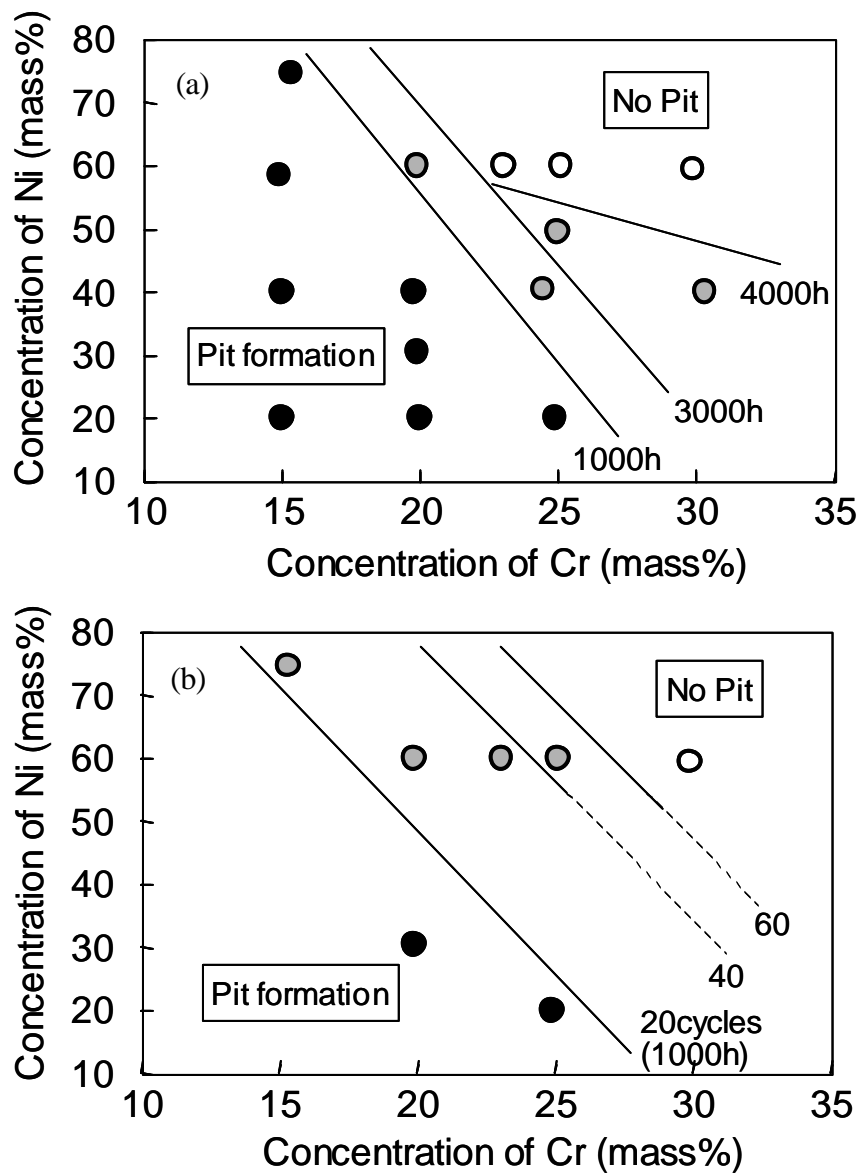 80
70
60
50
40
30
20
10
Concentration of Ni (mass%)
(a)
No Pit
Pit formation
4000h
3000h
1000h
10 15 20 25 30 35
Concentration of Cr (mass%)
80
70
60
50
40
30
20
10
Concentration of Ni (mass%)
(b)
No Pit
Pit formation
60
40
20cycles
(1000h)
10 15 20 25 30 35
Concentration of Cr (mass%)